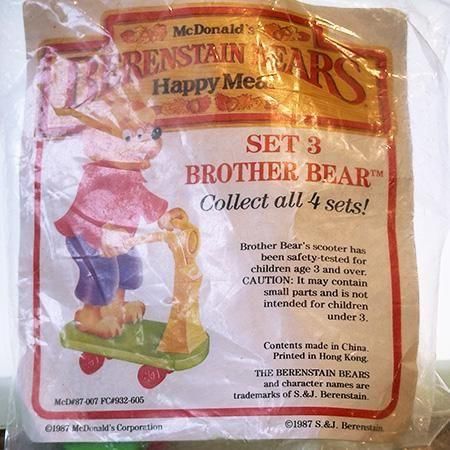 McDonald's
BERENSTAIN BEARS
Happy Meal
SET 3
BROTHER BEAR™
Collect all 4 sets!
Brother Bear's scooter has
been safety-tested for
children age 3 and over.
CAUTION: It may contain
small parts and is not
intended for children
under 3.
Contents made in China.
Printed in Hong Kong.
THE BERENSTAIN BEARS
and character names are
trademarks of S.&J. Berenstain.
McD#87-007 FC#932-605
©1987 McDonald's Corporation
©1987 S.&J. Berenstain